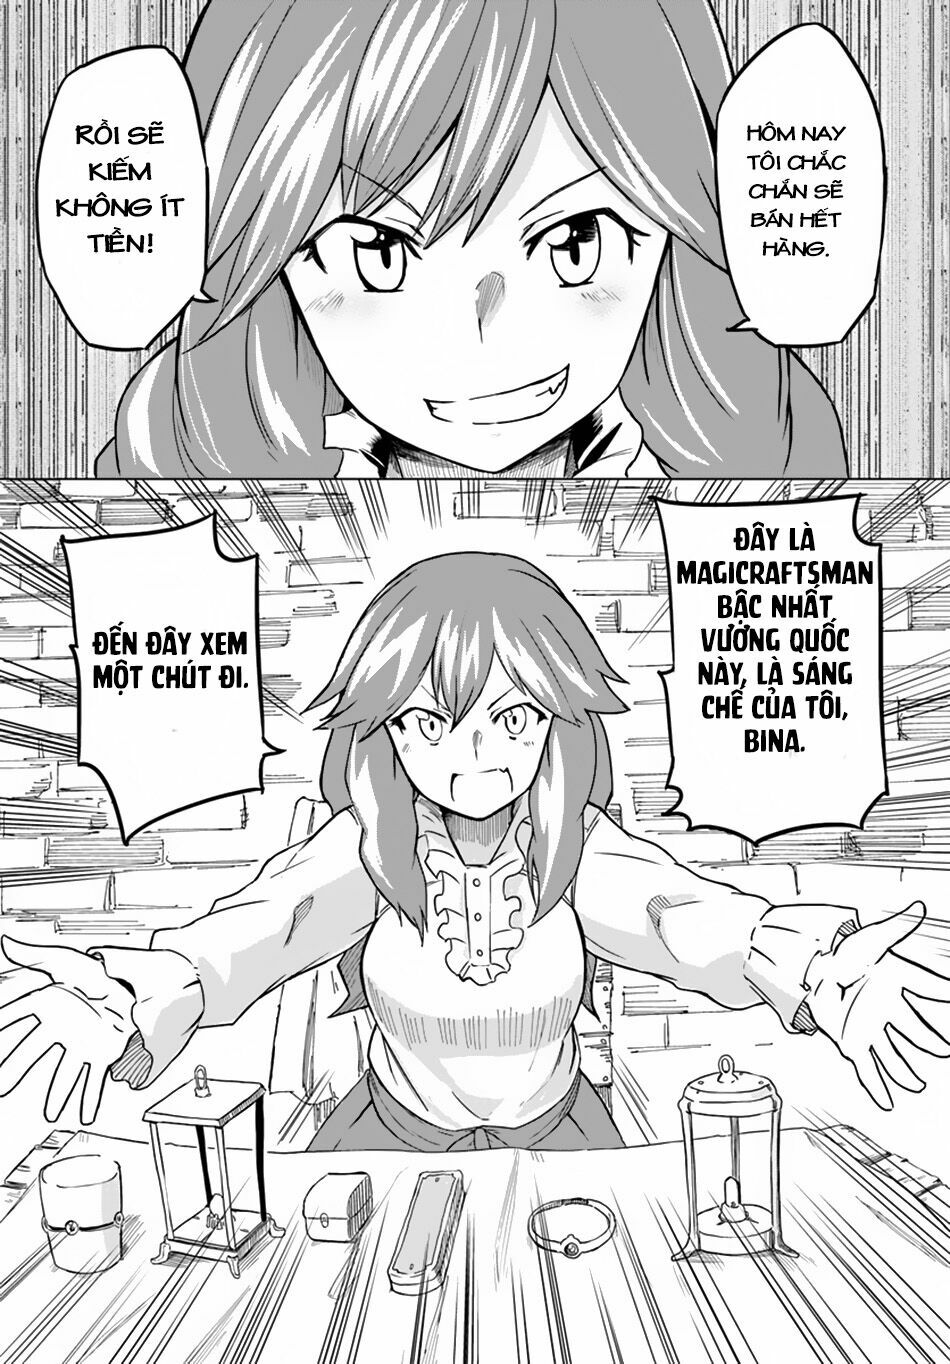 HÔM NAY
TÔI CHẮC
CHẮN SẼ
BÁN HẾT
HÀNG.
RỒI SẼ
KIẾM
KHÔNG ÍT
TIỀN!
ĐÂY LÀ
MAGICRAFTSMAN
BẬC NHẤT
VƯƠNG QUỐC
NÀY, LÀ SÁNG
CHẾ CỦA TÔI,
BINA.
ĐẾN ĐÂY XEM
MỘT CHÚT ĐI.